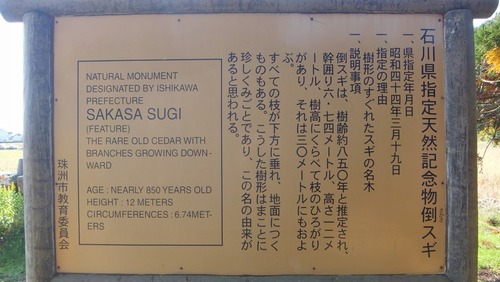 石川県指定天然記念物倒スギ
さかさ
一、県指定年月日
昭和四十四年三月十九日
一、指定の理由
樹形のすぐれたスギの名木
一、説明事項
倒スギは、樹齢約八五〇年と推定され、
幹囲り六・七四メートル、高さ一二メ
ートル、樹高にくらべて枝のひろがり
があり、それは三〇メートルにもおよ
ぶ。
すべての枝が下方に垂れ、地面につく
ものもある。こうした樹形はまことに
珍しくみごとであり、この名の由来が
あると思われる。
NATURAL MONUMENT
DESIGNATED BY ISHIKAWA
PREFECTURE
SAKASA SUGI
(FEATURE)
THE RARE OLD CEDAR WITH
BRANCHES GROWING DOWN-
WARD
AGE : NEARLY 850 YEARS OLD
HEIGHT : 12 METERS
CIRCUMFERENCES : 6.74MET-
ERS
珠洲市教育委員会